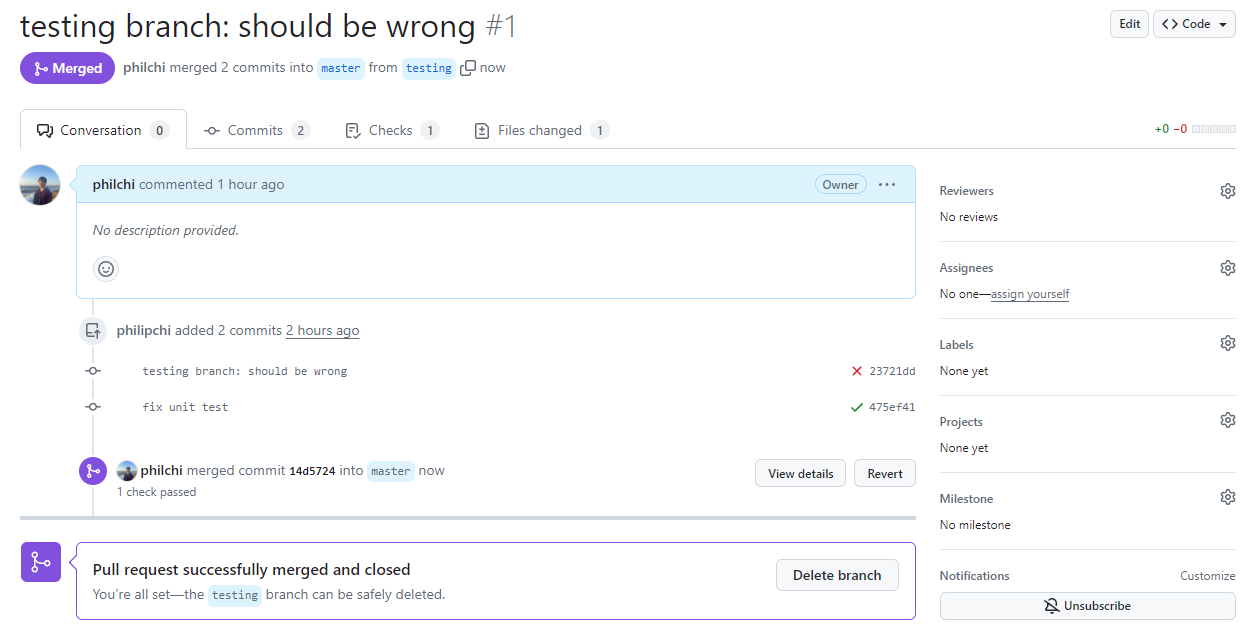 testing branch: should be wrong #1
Edit
Code
Merged
philchi merged 2 commits into master from testing now
Conversation 0
Commits 2
Checks 1
Files changed 1
+0 −0
philchi commented 1 hour ago
Owner
No description provided.
philipchi added 2 commits 2 hours ago
testing branch: should be wrong
23721dd
fix unit test
475ef41
philchi merged commit 14d5724 into master now
1 check passed
View details
Revert
Pull request successfully merged and closed
You're all set—the testing branch can be safely deleted.
Delete branch
Reviewers
No reviews
Assignees
No one—assign yourself
Labels
None yet
Projects
None yet
Milestone
No milestone
Notifications
Customize
Unsubscribe